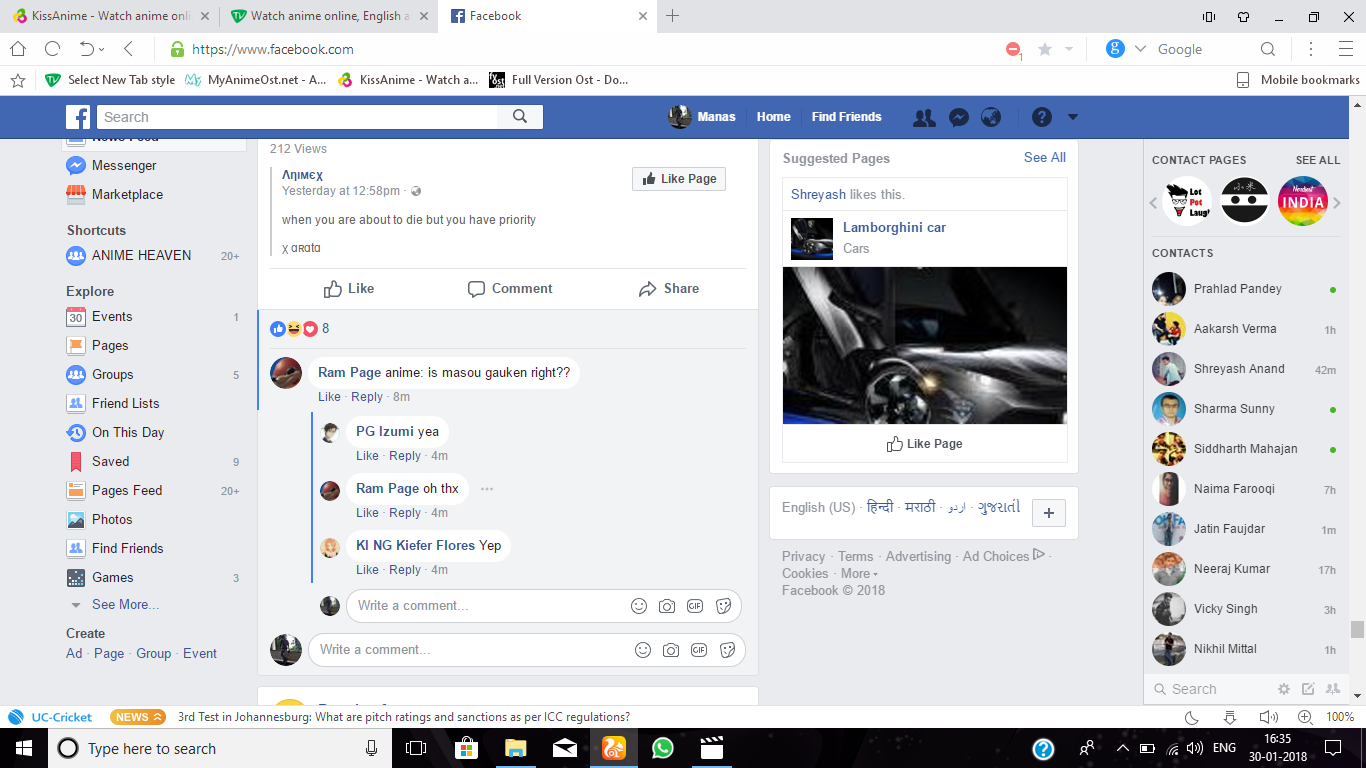 KissAnime - Watch anime onli
Watch anime online, English a
Facebook
https://www.facebook.com
1
Google
Select New Tab style
MyAnimeOst.net - A...
KissAnime - Watch a...
Full Version Ost - Do...
Mobile bookmarks
Search
Manas
Home
Find Friends
News Feed
Messenger
Marketplace
Shortcuts
ANIME HEAVEN 20+
Explore
30 Events 1
Pages
Groups 5
Friend Lists
On This Day
Saved 9
Pages Feed 20+
Photos
Find Friends
Games 3
See More...
Create
Ad · Page · Group · Event
212 Views
Ληιмєχ
Yesterday at 12:58pm ·
Like Page
when you are about to die but you have priority
χ αʀαtα
Like
Comment
Share
8
Ram Page anime: is masou gauken right??
Like · Reply · 8m
PG Izumi yea
Like · Reply · 4m
Ram Page oh thx
Like · Reply · 4m
KI NG Kiefer Flores Yep
Like · Reply · 4m
Write a comment...
GIF
Write a comment...
GIF
Suggested Pages See All
Shreyash likes this.
Lamborghini car
Cars
Like Page
English (US) · हिन्दी · मराठी · اردو · ગુજરાતી
Privacy · Terms · Advertising · Ad Choices ·
Cookies · More
Facebook © 2018
CONTACT PAGES SEE ALL
Lot
Pot
Laugh
小米
Nerdiest
INDIA
CONTACTS
Prahlad Pandey
Aakarsh Verma 1h
Shreyash Anand 42m
Sharma Sunny
Siddharth Mahajan
Naima Farooqi 7h
Jatin Faujdar 1m
Neeraj Kumar 17h
Vicky Singh 3h
Nikhil Mittal 1h
Search
UC-Cricket
NEWS
3rd Test in Johannesburg: What are pitch ratings and sanctions as per ICC regulations?
100%
Type here to search
ENG
16:35
30-01-2018